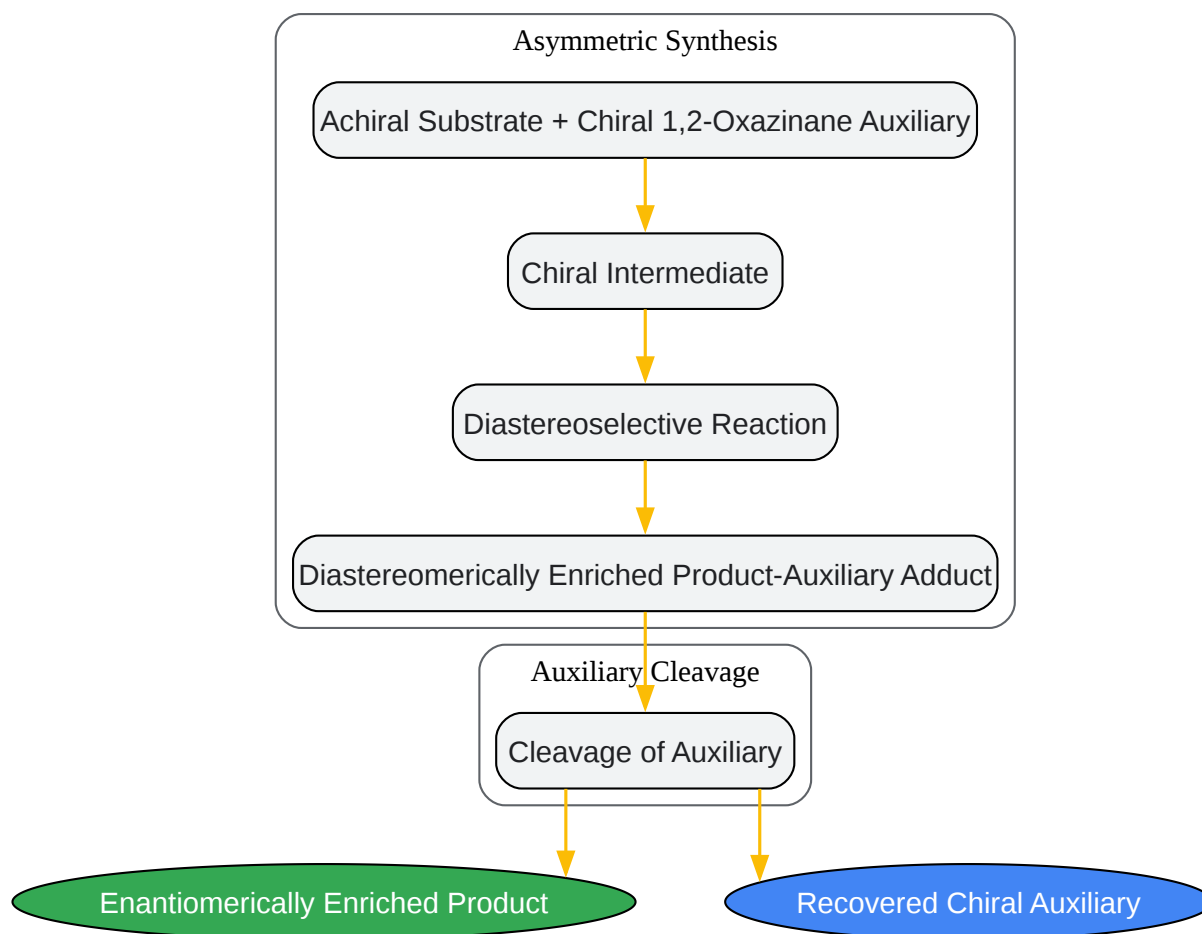 Asymmetric Synthesis
Achiral Substrate + Chiral 1,2-Oxazinane Auxiliary
Chiral Intermediate
Diastereoselective Reaction
Diastereomerically Enriched Product-Auxiliary Adduct
Auxiliary Cleavage
Cleavage of Auxiliary
Enantiomerically Enriched Product
Recovered Chiral Auxiliary